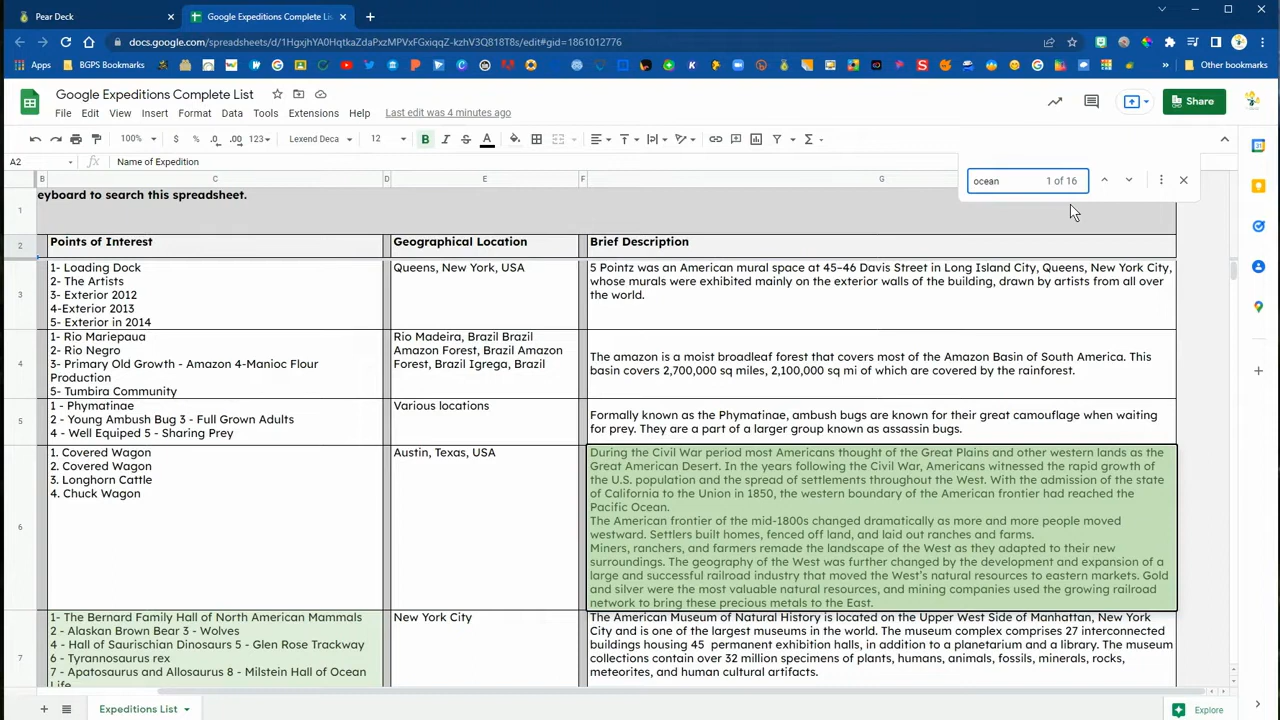 Pear Deck
Google Expeditions Complete Lis
docs.google.com/spreadsheets/d/1HgxjhYA0HqtkaZdaPxzMPVxFGxiqqZ-kzhV3Q818T8s/edit#gid=1861012776
Apps
BGPS Bookmarks
Other bookmarks
Google Expeditions Complete List
File Edit View Insert Format Data Tools Extensions Help Last edit was 4 minutes ago
Share
100% $ % .0 .00 123 Lexend Deca ... 12 B I S A
A2 fx Name of Expedition
ocean 1 of 16
B C D E F G
1 eyboard to search this spreadsheet.
2 Points of Interest Geographical Location Brief Description
3
1- Loading Dock
2- The Artists
3- Exterior 2012
4-Exterior 2013
5- Exterior in 2014
Queens, New York, USA
5 Pointz was an American mural space at 45–46 Davis Street in Long Island City, Queens, New York City,
whose murals were exhibited mainly on the exterior walls of the building, drawn by artists from all over
the world.
4
1- Rio Mariepaua
2- Rio Negro
3- Primary Old Growth - Amazon 4-Manioc Flour
Production
5- Tumbira Community
Rio Madeira, Brazil Brazil
Amazon Forest, Brazil Amazon
Forest, Brazil Igrega, Brazil
The amazon is a moist broadleaf forest that covers most of the Amazon Basin of South America. This
basin covers 2,700,000 sq miles, 2,100,000 sq mi of which are covered by the rainforest.
5
1 - Phymatinae
2 - Young Ambush Bug 3 - Full Grown Adults
4 - Well Equiped 5 - Sharing Prey
Various locations
Formally known as the Phymatinae, ambush bugs are known for their great camouflage when waiting
for prey. They are a part of a larger group known as assassin bugs.
6
1. Covered Wagon
2. Covered Wagon
3. Longhorn Cattle
4. Chuck Wagon
Austin, Texas, USA
During the Civil War period most Americans thought of the Great Plains and other western lands as the
Great American Desert. In the years following the Civil War, Americans witnessed the rapid growth of
the U.S. population and the spread of settlements throughout the West. With the admission of the state
of California to the Union in 1850, the western boundary of the American frontier had reached the
Pacific Ocean.
The American frontier of the mid-1800s changed dramatically as more and more people moved
westward. Settlers built homes, fenced off land, and laid out ranches and farms.
Miners, ranchers, and farmers remade the landscape of the West as they adapted to their new
surroundings. The geography of the West was further changed by the development and expansion of a
large and successful railroad industry that moved the West's natural resources to eastern markets. Gold
and silver were the most valuable natural resources, and mining companies used the growing railroad
network to bring these precious metals to the East.
7
1- The Bernard Family Hall of North American Mammals
2 - Alaskan Brown Bear 3 - Wolves
4 - Hall of Saurischian Dinosaurs 5 - Glen Rose Trackway
6 - Tyrannosaurus rex
7 - Apatosaurus and Allosaurus 8 - Milstein Hall of Ocean
Life
New York City
The American Museum of Natural History is located on the Upper West Side of Manhattan, New York
City and is one of the largest museums in the world. The museum complex comprises 27 interconnected
buildings housing 45 permanent exhibition halls, in addition to a planetarium and a library. The museum
collections contain over 32 million specimens of plants, humans, animals, fossils, minerals, rocks,
meteorites, and human cultural artifacts.
Expeditions List
Explore